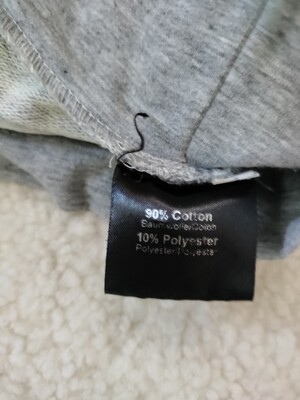 90% Cotton
Baumwolle/Coton
10% Polyester
Polyester/Polyester